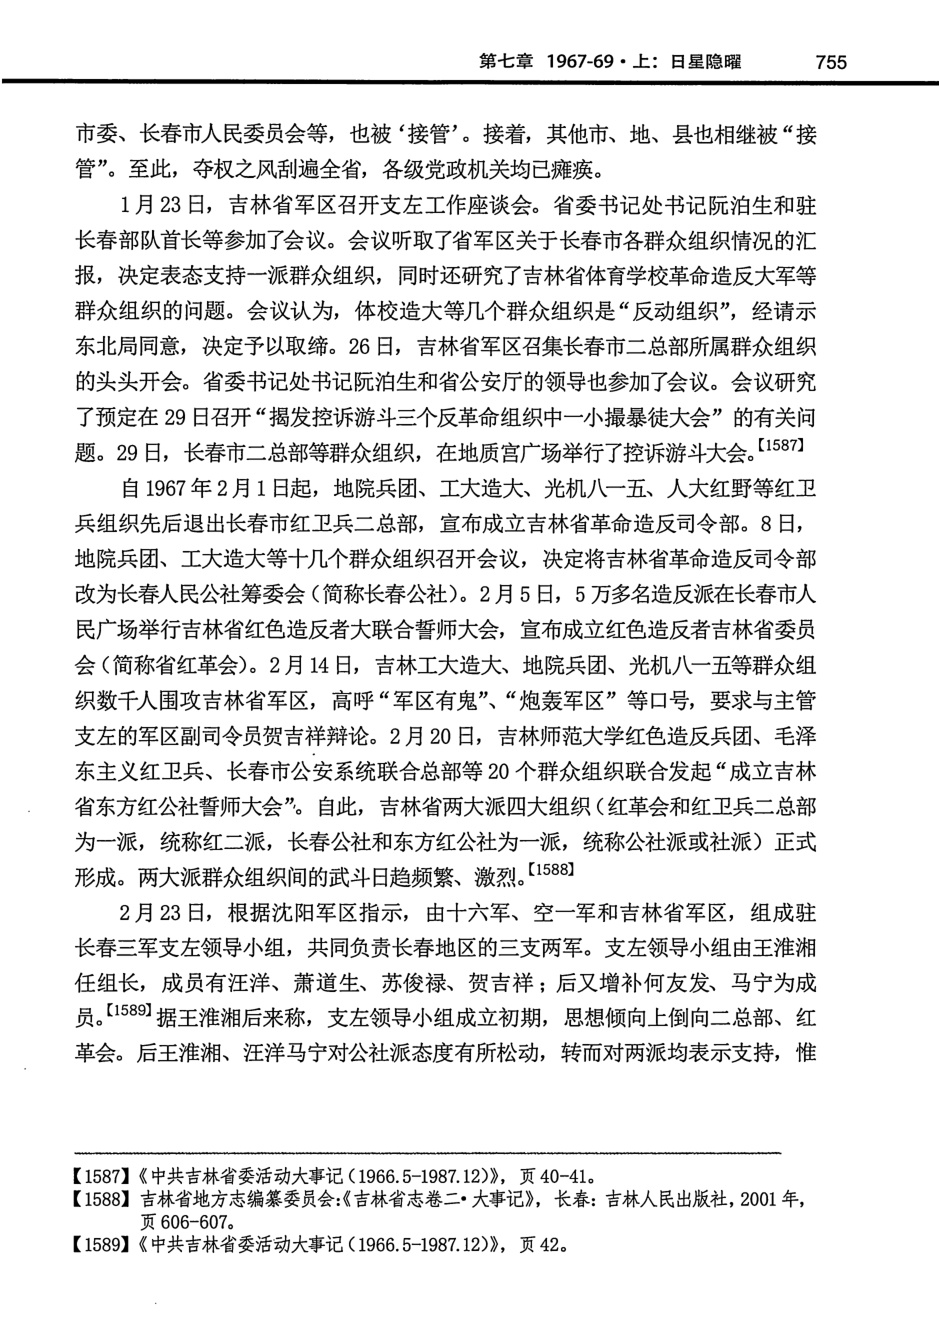 第七章 1967-69·上：日星隐曜 755
市委、长春市人民委员会等，也被‘接管’。接着，其他市、地、县也相继被“接
管”。至此，夺权之风刮遍全省，各级党政机关均已瘫痪。
1月23日，吉林省军区召开支左工作座谈会。省委书记处书记阮泊生和驻
长春部队首长等参加了会议。会议听取了省军区关于长春市各群众组织情况的汇
报，决定表态支持一派群众组织，同时还研究了吉林省体育学校革命造反大军等
群众组织的问题。会议认为，体校造大等几个群众组织是“反动组织”，经请示
东北局同意，决定予以取缔。26日，吉林省军区召集长春市二总部所属群众组织
的头头开会。省委书记处书记阮泊生和省公安厅的领导也参加了会议。会议研究
了预定在29日召开“揭发控诉游斗三个反革命组织中一小撮暴徒大会”的有关问
题。29日，长春市二总部等群众组织，在地质宫广场举行了控诉游斗大会。【1587】
自1967年2月1日起，地院兵团、工大造大、光机八一五、人大红野等红卫
兵组织先后退出长春市红卫兵二总部，宣布成立吉林省革命造反司令部。8日，
地院兵团、工大造大等十几个群众组织召开会议，决定将吉林省革命造反司令部
改为长春人民公社筹委会（简称长春公社）。2月5日，5万多名造反派在长春市人
民广场举行吉林省红色造反者大联合誓师大会，宣布成立红色造反者吉林省委员
会（简称省红革会）。2月14日，吉林工大造大、地院兵团、光机八一五等群众组
织数千人围攻吉林省军区，高呼“军区有鬼”、“炮轰军区”等口号，要求与主管
支左的军区副司令员贺吉祥辩论。2月20日，吉林师范大学红色造反兵团、毛泽
东主义红卫兵、长春市公安系统联合总部等20个群众组织联合发起“成立吉林
省东方红公社誓师大会”。自此，吉林省两大派四大组织（红革会和红卫兵二总部
为一派，统称红二派，长春公社和东方红公社为一派，统称公社派或社派）正式
形成。两大派群众组织间的武斗日趋频繁、激烈。【1588】
2月23日，根据沈阳军区指示，由十六军、空一军和吉林省军区，组成驻
长春三军支左领导小组，共同负责长春地区的三支两军。支左领导小组由王淮湘
任组长，成员有汪洋、萧道生、苏俊禄、贺吉祥；后又增补何友发、马宁为成
员。【1589】据王淮湘后来称，支左领导小组成立初期，思想倾向上倒向二总部、红
革会。后王淮湘、汪洋马宁对公社派态度有所松动，转而对两派均表示支持，惟
【1587】《中共吉林省委活动大事记（1966.5-1987.12）》，页40-41。
【1588】吉林省地方志编纂委员会：《吉林省志卷二·大事记》，长春：吉林人民出版社，2001年，
页606-607。
【1589】《中共吉林省委活动大事记（1966.5-1987.12）》，页42。